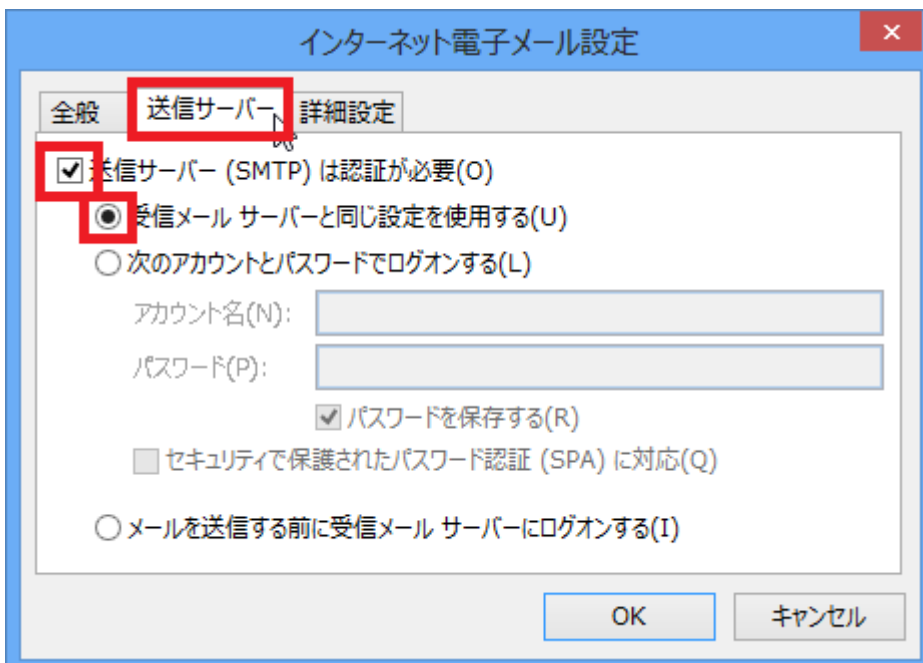 インターネット電子メール設定
全般 送信サーバー 詳細設定
送信サーバー (SMTP) は認証が必要(O)
受信メール サーバーと同じ設定を使用する(U)
次のアカウントとパスワードでログオンする(L)
アカウント名(N):
パスワード(P):
パスワードを保存する(R)
セキュリティで保護されたパスワード認証 (SPA) に対応(Q)
メールを送信する前に受信メール サーバーにログオンする(I)
OK キャンセル